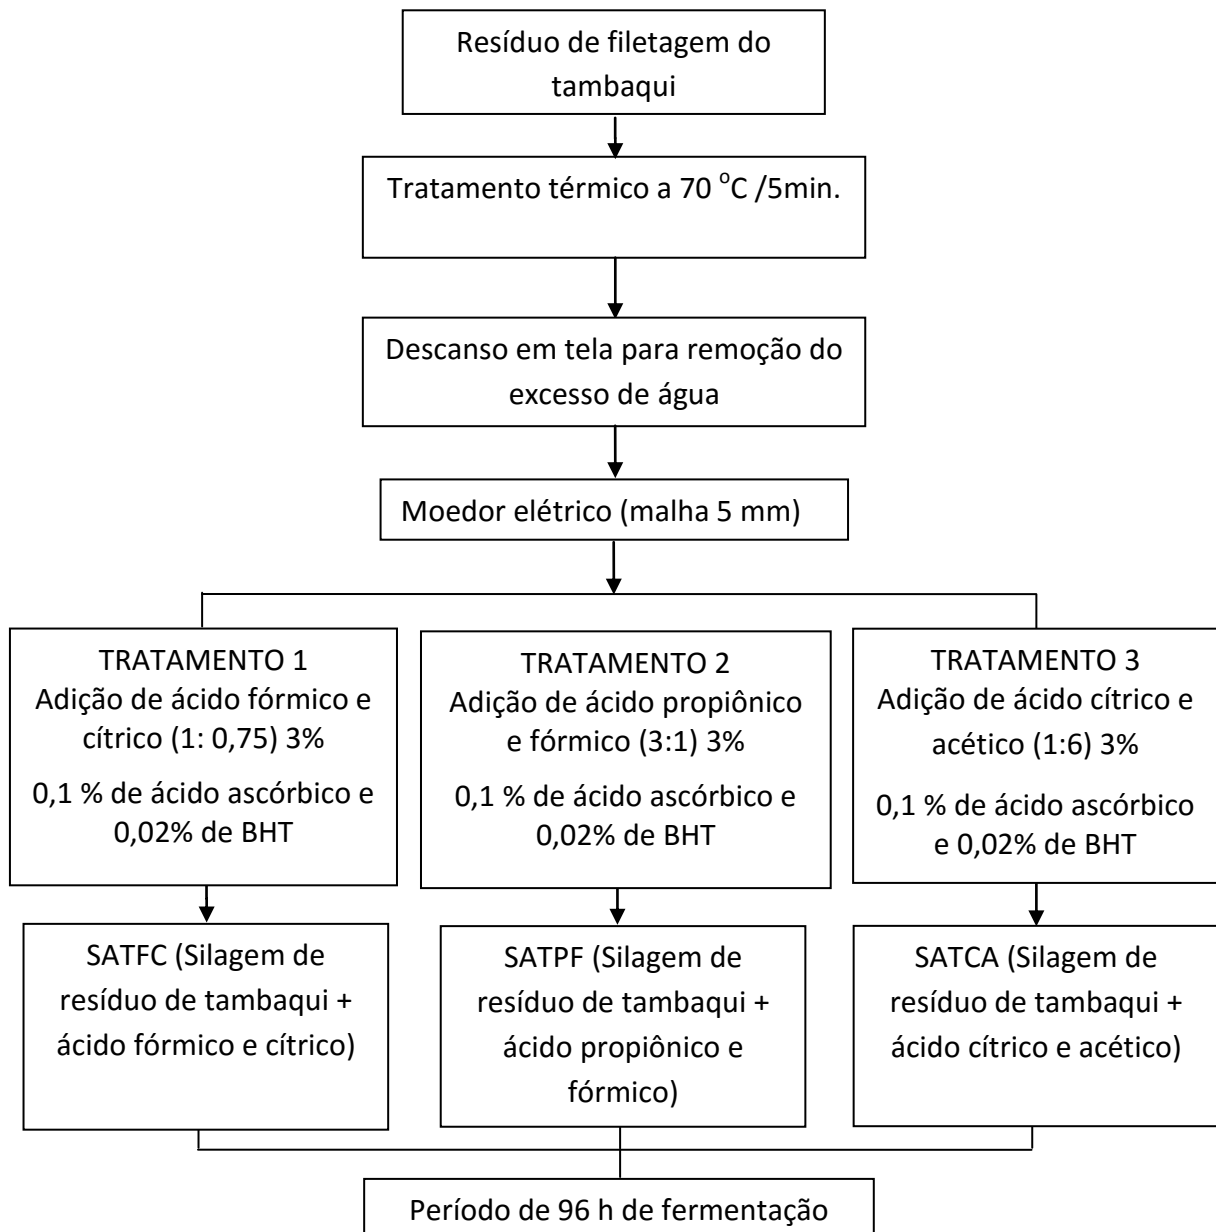 Resíduo de filetagem do
tambaqui
Tratamento térmico a 70 °C /5min.
Descanso em tela para remoção do
excesso de água
Moedor elétrico (malha 5 mm)
TRATAMENTO 1
Adição de ácido fórmico e
cítrico (1: 0,75) 3%
0,1 % de ácido ascórbico e
0,02% de BHT
TRATAMENTO 2
Adição de ácido propiônico
e fórmico (3:1) 3%
0,1 % de ácido ascórbico e
0,02% de BHT
TRATAMENTO 3
Adição de ácido cítrico e
acético (1:6) 3%
0,1 % de ácido ascórbico
e 0,02% de BHT
SATFC (Silagem de
resíduo de tambaqui +
ácido fórmico e cítrico)
SATPF (Silagem de
resíduo de tambaqui +
ácido propiônico e
fórmico)
SATCA (Silagem de
resíduo de tambaqui +
ácido cítrico e acético)
Período de 96 h de fermentação